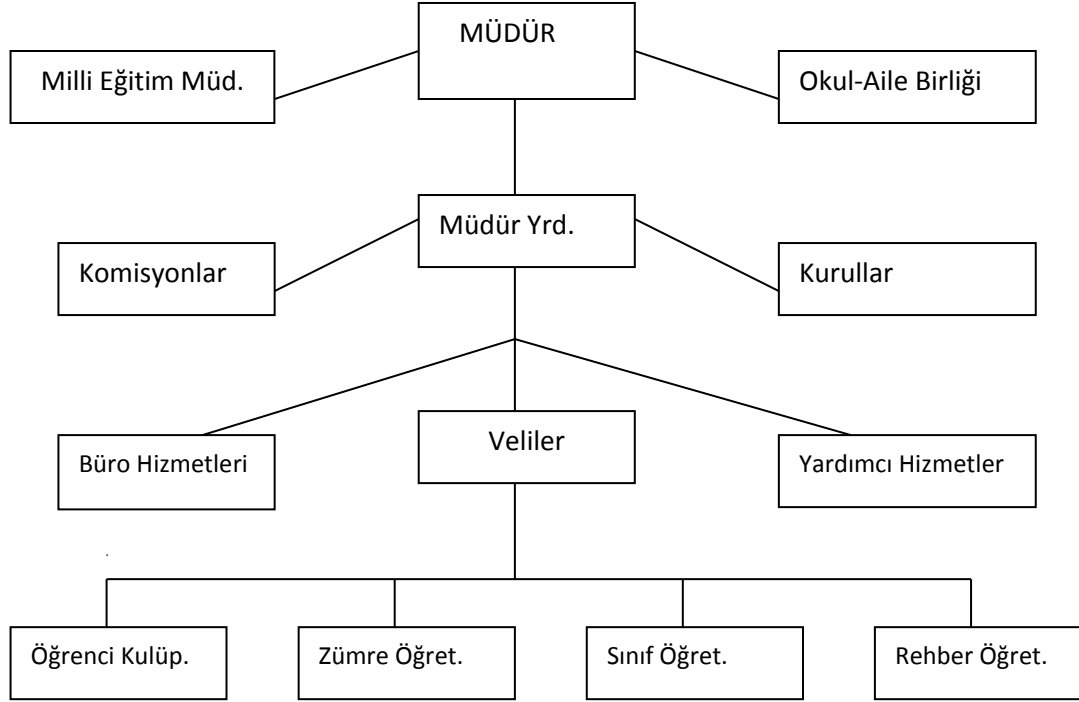 MÜDÜR
Milli Eğitim Müd.
Okul-Aile Birliği
Müdür Yrd.
Komisyonlar
Kurullar
Veliler
Büro Hizmetleri
Yardımcı Hizmetler
Öğrenci Kulüp.
Zümre Öğret.
Sınıf Öğret.
Rehber Öğret.